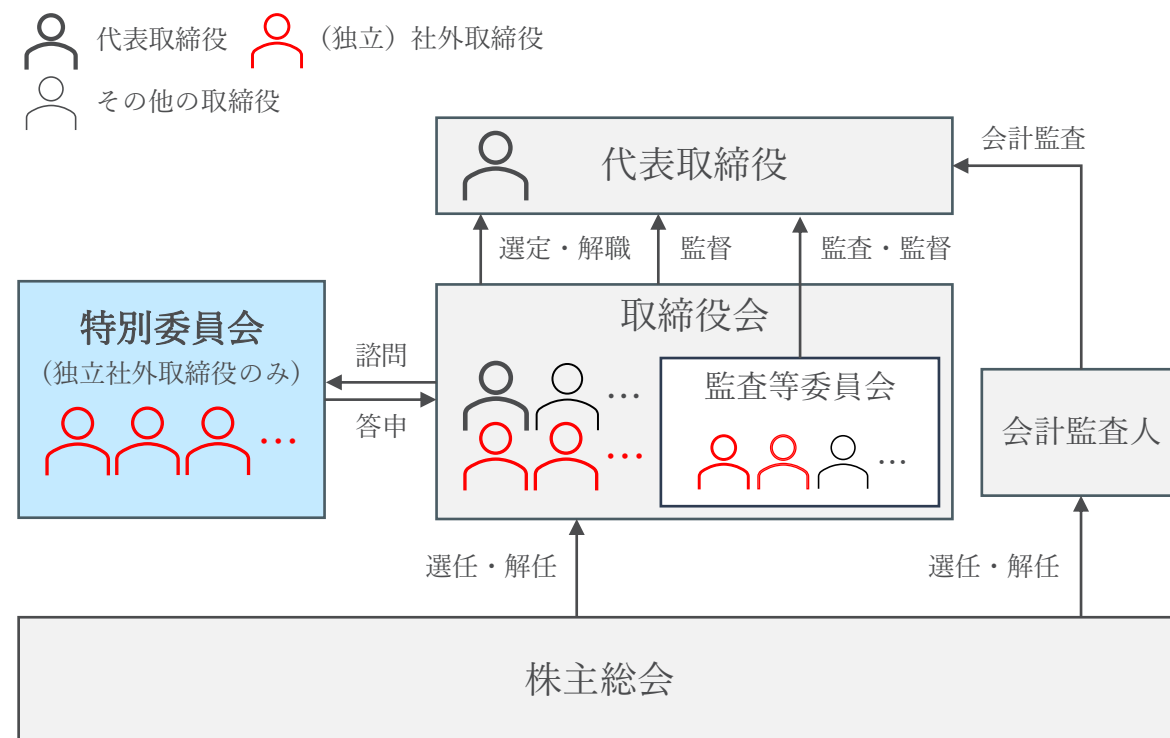 代表取締役
(独立)社外取締役
その他の取締役
代表取締役
会計監査
選定・解職
監督
監査・監督
特別委員会
(独立社外取締役のみ)
…
諮問
答申
取締役会
…
…
監査等委員会
…
会計監査人
選任・解任
選任・解任
株主総会